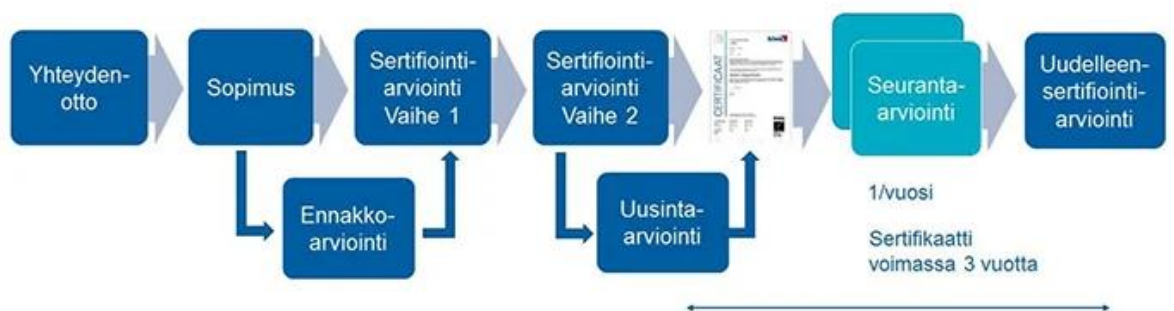 Yhteyden-
otto
Sopimus
Sertifiointi-
arviointi
Vaihe 1
Sertifiointi-
arviointi
Vaihe 2
CERTIFICAAT
Seuranta-
arviointi
Uudelleen-
sertifiointi-
arviointi
Ennakko-
arviointi
Uusinta-
arviointi
1/vuosi
Sertifikaatti
voimassa 3 vuotta